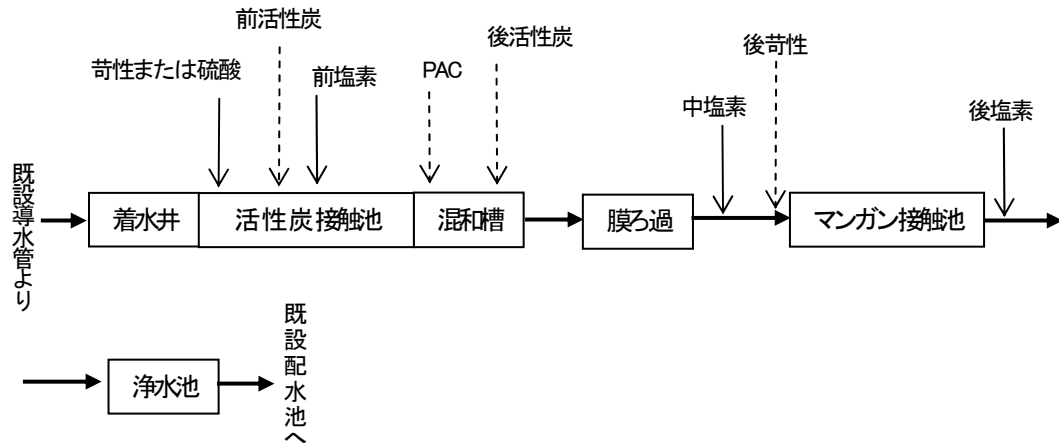 前活性炭
後活性炭
苛性または硫酸
前塩素
PAC
後苛性
中塩素
後塩素
既設導水管より
着水井
活性炭接触池
混和槽
膜ろ過
マンガン接触池
浄水池
既設配水池へ